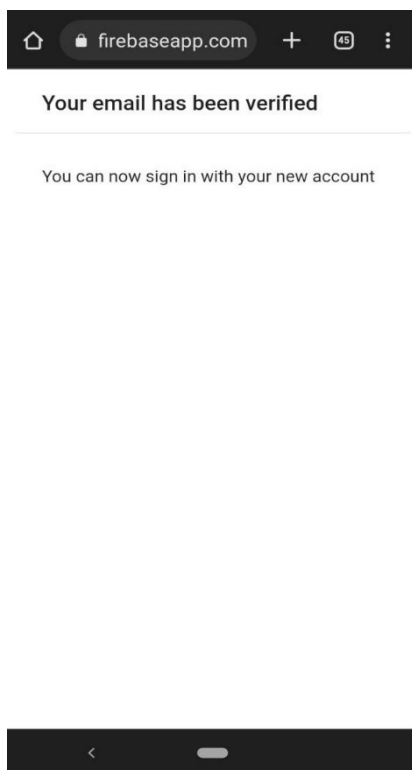 firebaseapp.com
45
Your email has been verified
You can now sign in with your new account